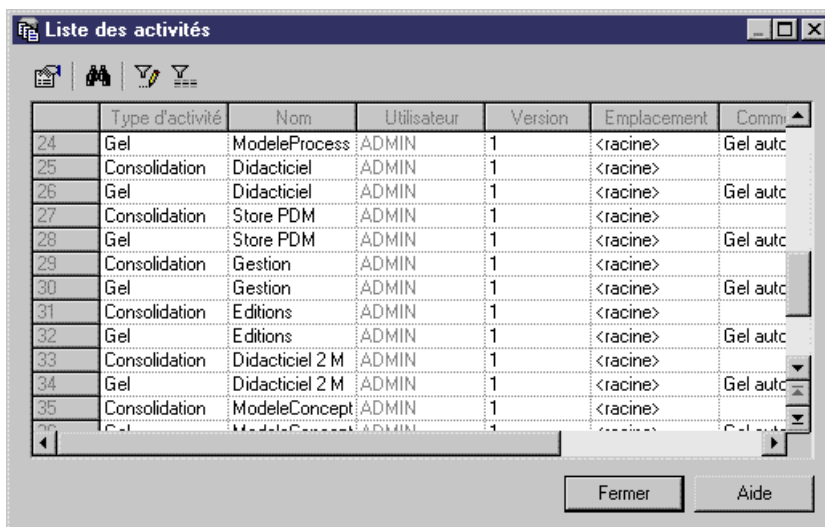 Liste des activités
Type d'activité Nom Utilisateur Version Emplacement Comm
24 Gel ModeleProcess ADMIN 1 <racine> Gel auto
25 Consolidation Didacticiel ADMIN 1 <racine>
26 Gel Didacticiel ADMIN 1 <racine> Gel auto
27 Consolidation Store PDM ADMIN 1 <racine>
28 Gel Store PDM ADMIN 1 <racine> Gel auto
29 Consolidation Gestion ADMIN 1 <racine>
30 Gel Gestion ADMIN 1 <racine> Gel auto
31 Consolidation Editions ADMIN 1 <racine>
32 Gel Editions ADMIN 1 <racine> Gel auto
33 Consolidation Didacticiel 2 M ADMIN 1 <racine>
34 Gel Didacticiel 2 M ADMIN 1 <racine> Gel auto
35 Consolidation ModeleConcept ADMIN 1 <racine>
Fermer Aide